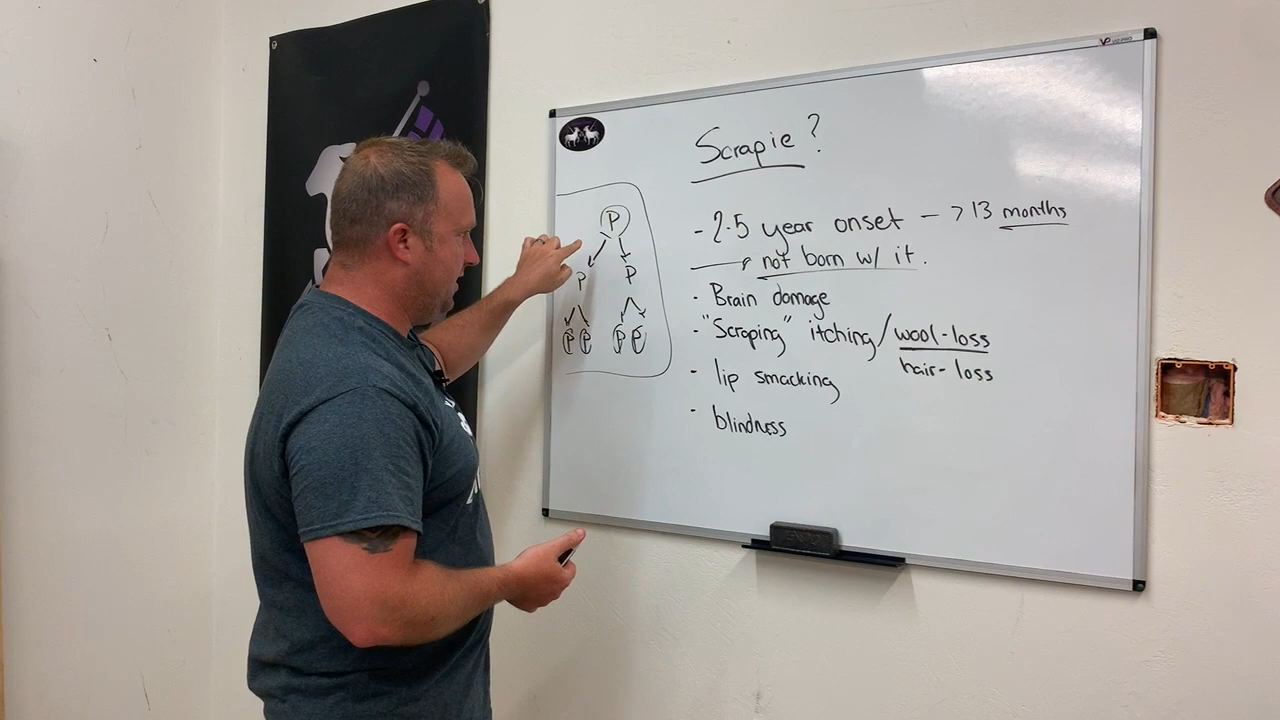 Scrapie?
P
P P
P P P P
- 2.5 year onset - > 13 months
not born w/ it.
- Brain damage
- "Scraping" itching/wool-loss
hair-loss
- lip smacking
- blindness